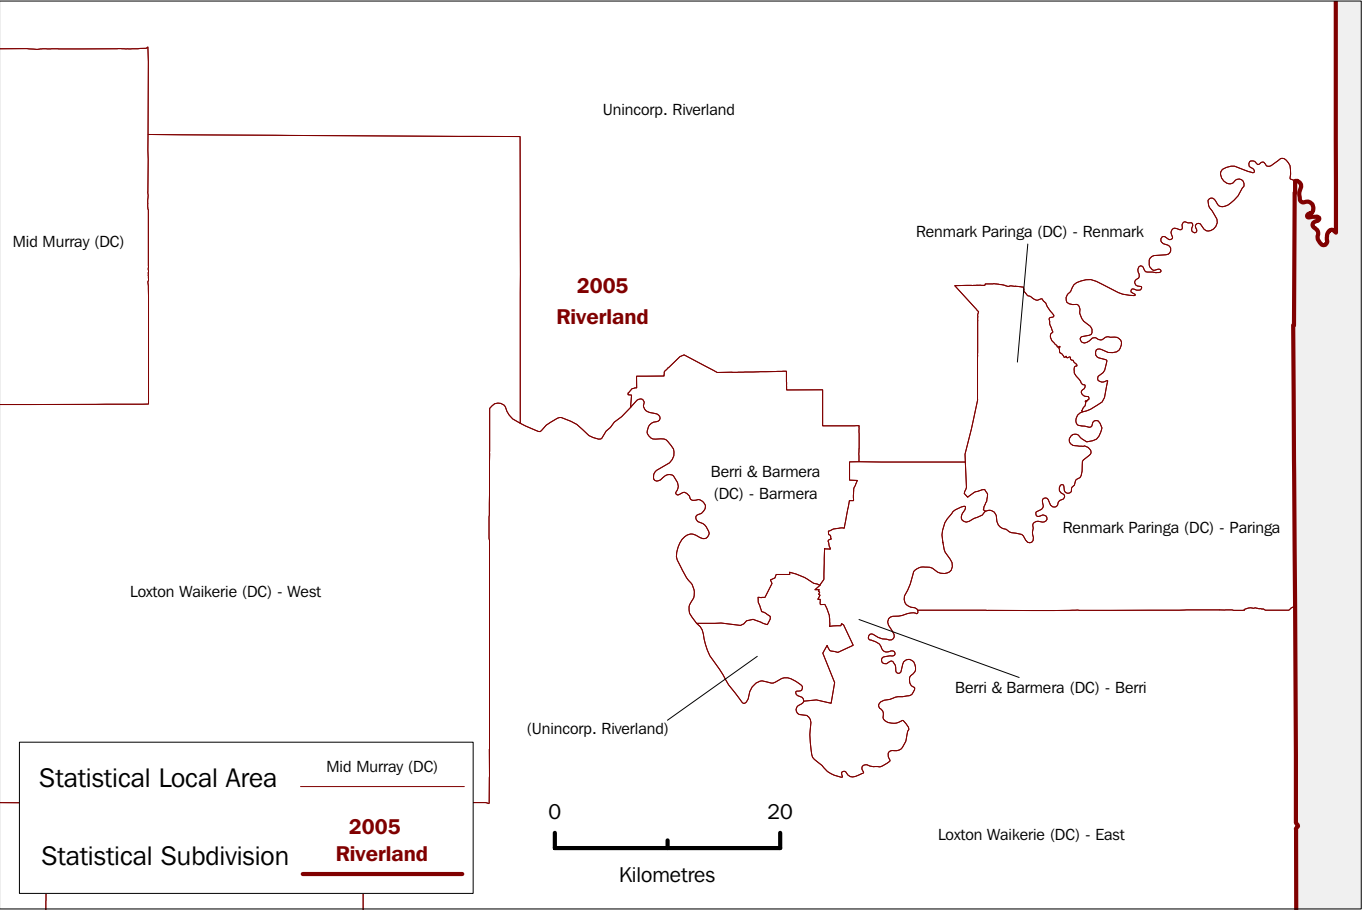 Unincorp. Riverland
Renmark Paringa (DC) - Renmark
Mid Murray (DC)
2005
Riverland
Berri & Barmera
(DC) - Barmera
Renmark Paringa (DC) - Paringa
Loxton Waikerie (DC) - West
Berri & Barmera (DC) - Berri
(Unincorp. Riverland)
Loxton Waikerie (DC) - East
Statistical Local Area
Mid Murray (DC)
Statistical Subdivision
2005
Riverland
0 20
Kilometres